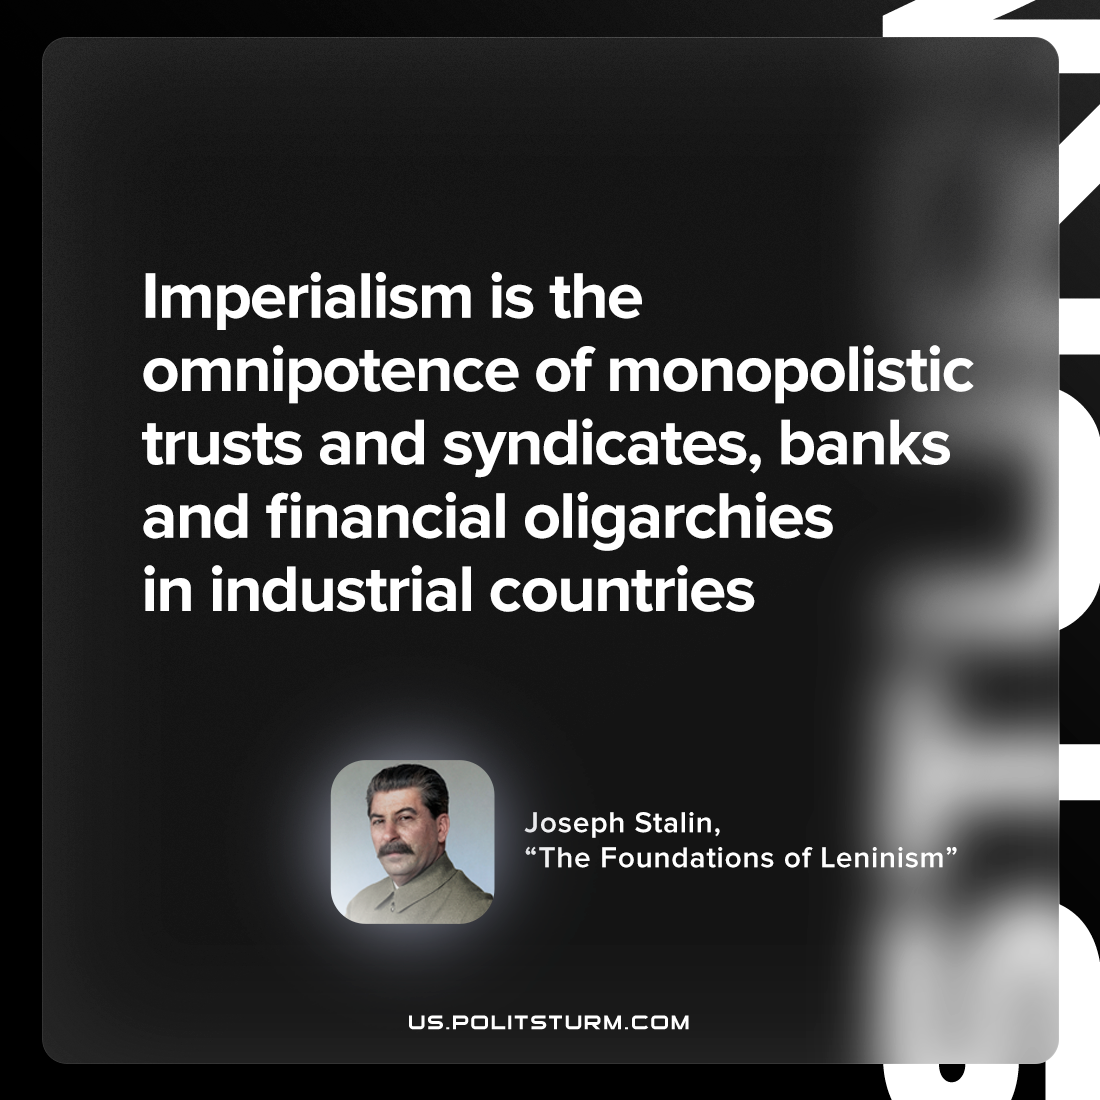 Imperialism is the
omnipotence of monopolistic
trusts and syndicates, banks
and financial oligarchies
in industrial countries
Joseph Stalin,
“The Foundations of Leninism”
US.POLITSTURM.COM